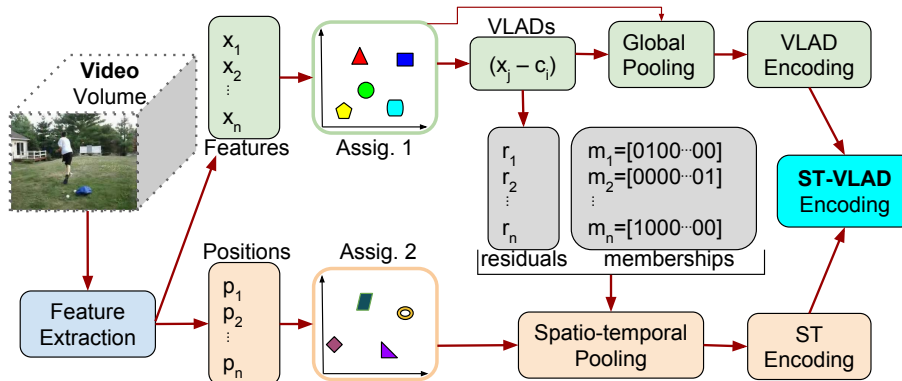 Video
Volume
x1
x2
⋮
xn
Features
Assig. 1
VLADs
(xj – ci)
Global
Pooling
VLAD
Encoding
r1
r2
⋮
rn
residuals
m1=[0100···00]
m2=[0000···01]
⋮
mn=[1000···00]
memberships
ST-VLAD
Encoding
Feature
Extraction
Positions
p1
p2
⋮
pn
Assig. 2
Spatio-temporal
Pooling
ST
Encoding